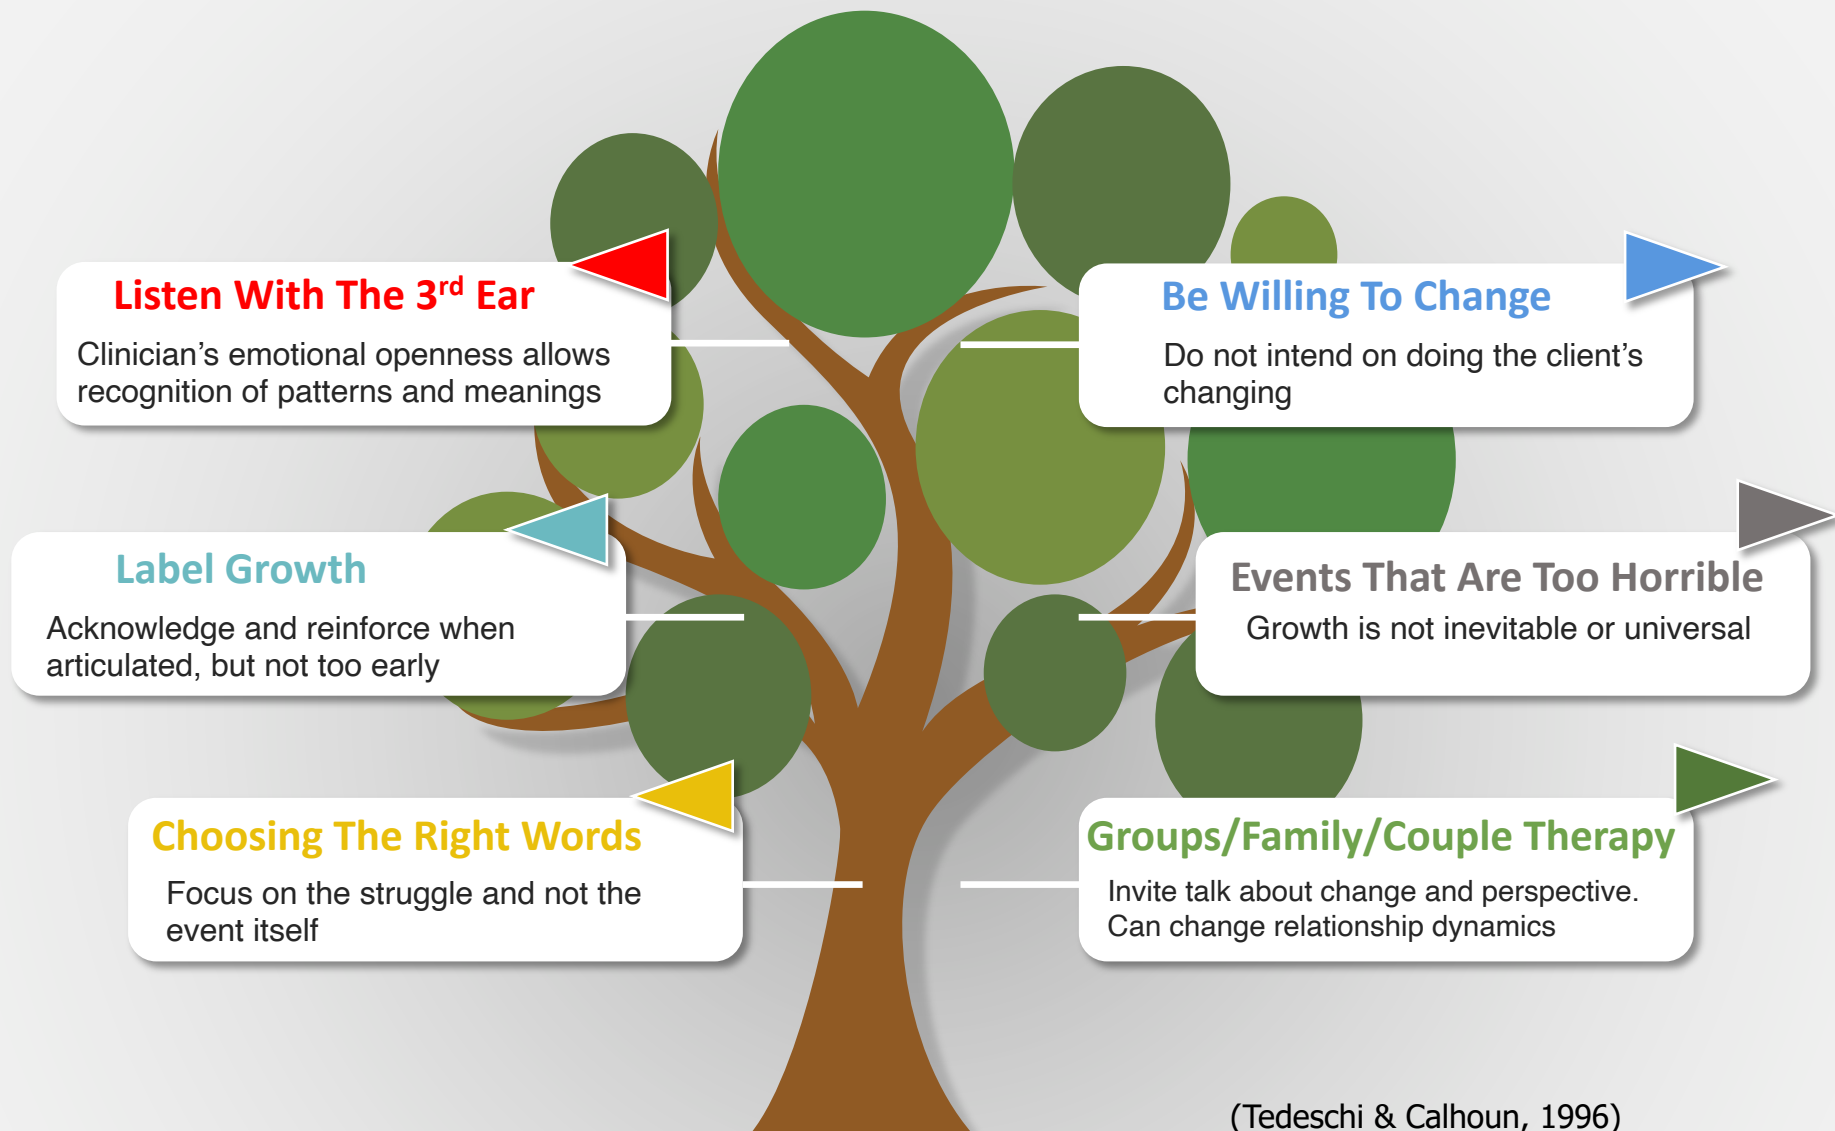 Listen With The 3rd Ear
Clinician’s emotional openness allows
recognition of patterns and meanings
Be Willing To Change
Do not intend on doing the client’s
changing
Label Growth
Acknowledge and reinforce when
articulated, but not too early
Events That Are Too Horrible
Growth is not inevitable or universal
Choosing The Right Words
Focus on the struggle and not the
event itself
Groups/Family/Couple Therapy
Invite talk about change and perspective.
Can change relationship dynamics
(Tedeschi & Calhoun, 1996)